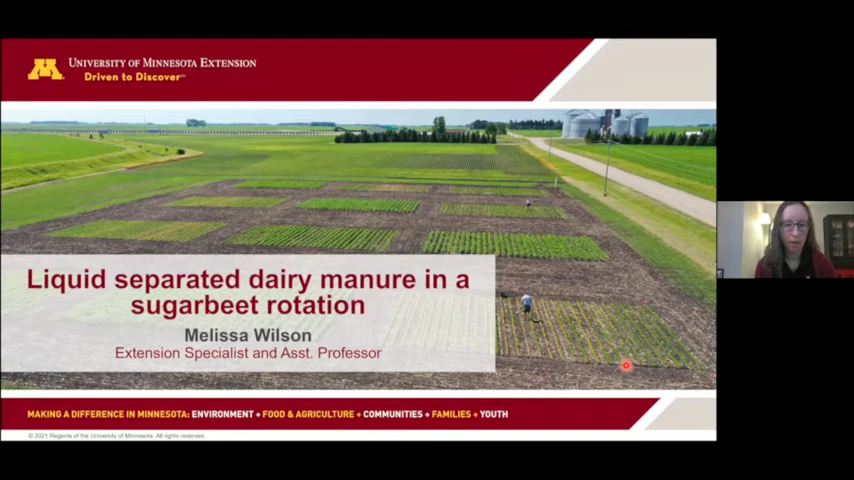 UNIVERSITY OF MINNESOTA EXTENSION
Driven to Discover℠
Liquid separated dairy manure in a
sugarbeet rotation
Melissa Wilson
Extension Specialist and Asst. Professor
MAKING A DIFFERENCE IN MINNESOTA: ENVIRONMENT + FOOD & AGRICULTURE + COMMUNITIES + FAMILIES + YOUTH
© 2021 Regents of the University of Minnesota. All rights reserved.